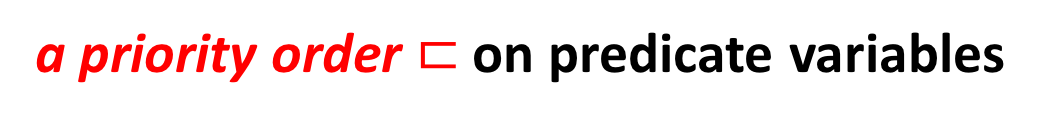 a priority order ⊏ on predicate variables